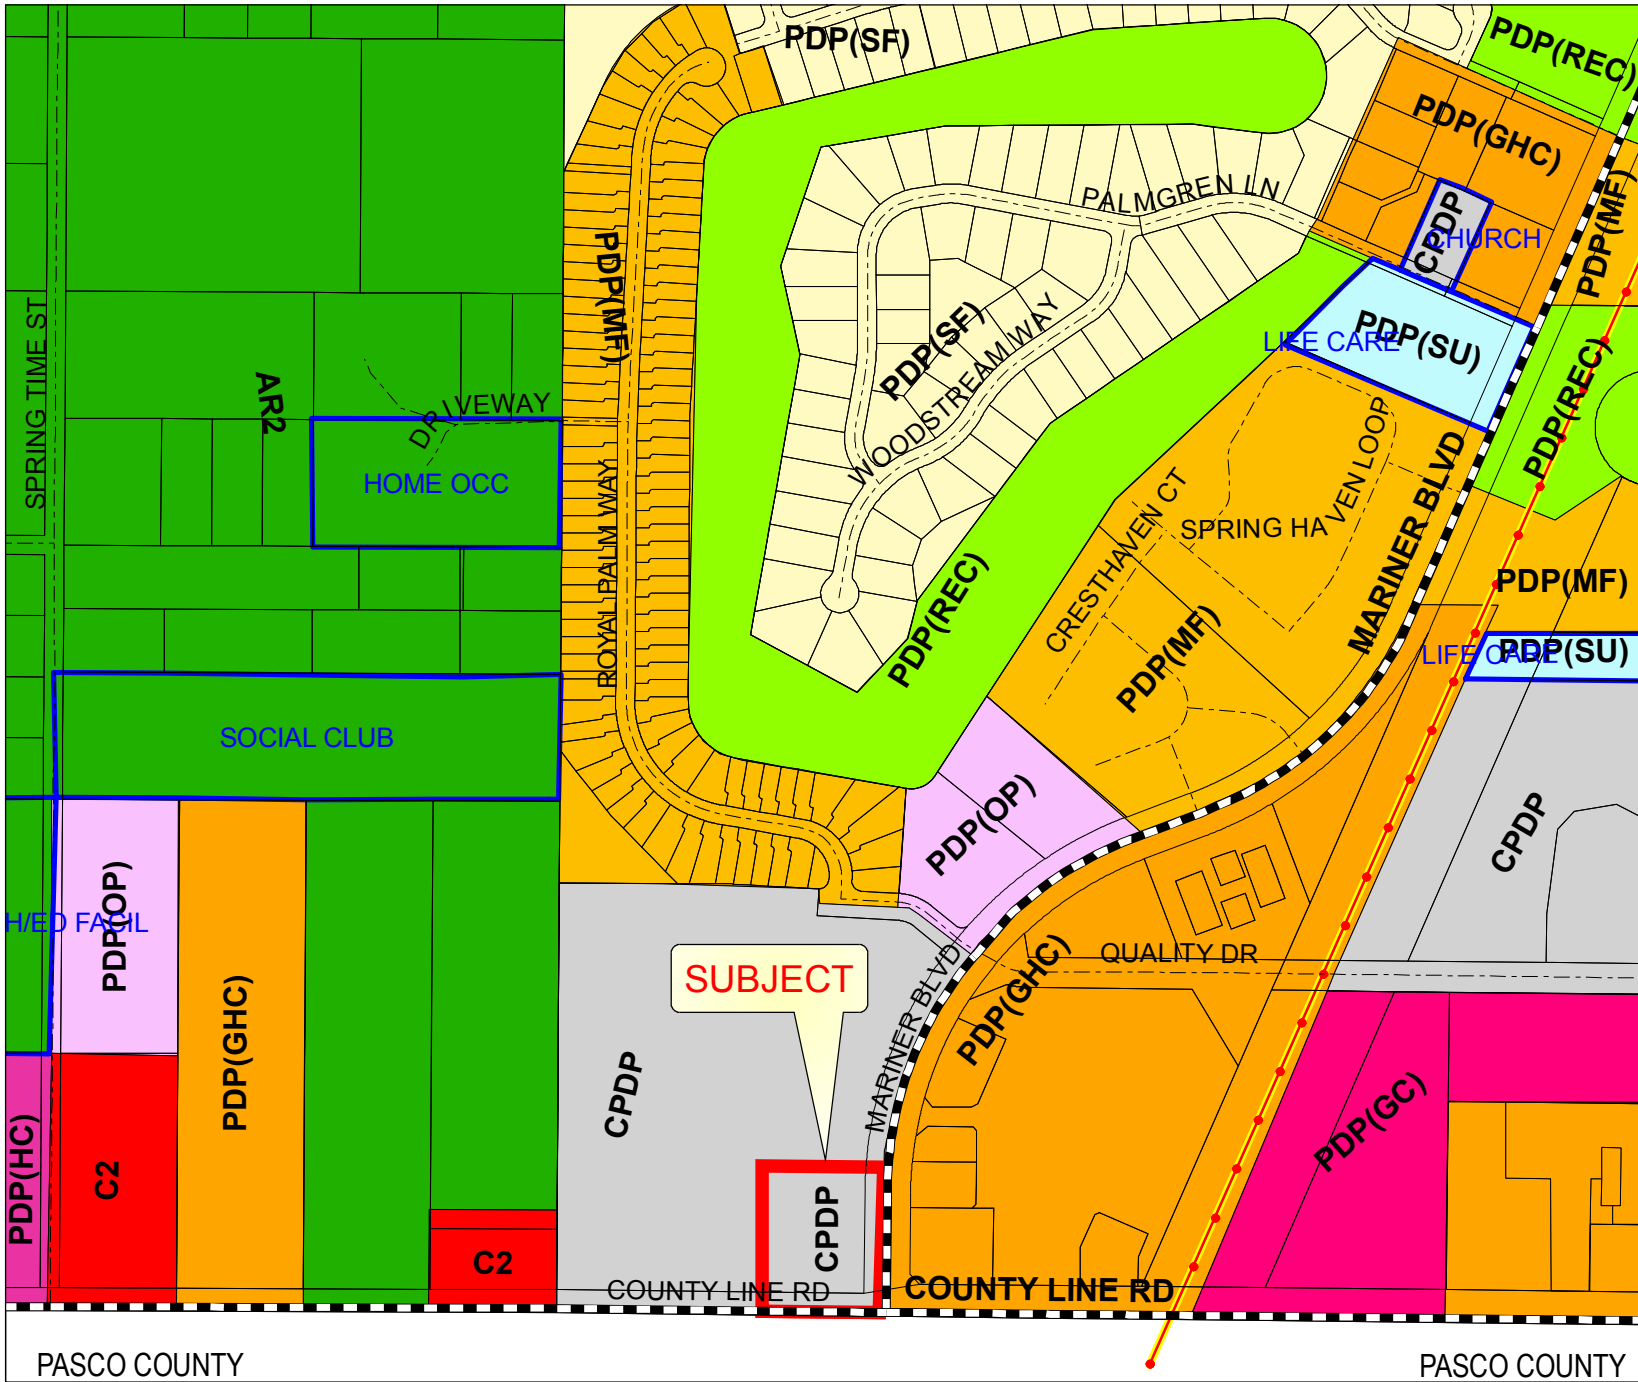 PDP(SF)
PDP(REC)
PDP(GHC)
PDP(MF)
PALMGREN LN
CPDP
CHURCH
PDP(MF)
SPRING TIME ST
PDP(SF)
WOODSTREAM WAY
PDP(SU)
LIFE CARE
PDP(REC)
AR2
DRIVEWAY
HOME OCC
ROYAL PALM WAY
CRESTHAVEN CT
SPRING HAVEN LOOP
MARINER BLVD
PDP(MF)
PDP(REC)
PDP(MF)
LIFE CARE
PDP(SU)
SOCIAL CLUB
PDP(OP)
CPDP
H/ED FACIL
PDP(OP)
SUBJECT
MARINER BLVD
PDP(GHC)
QUALITY DR
PDP(GHC)
CPDP
PDP(GC)
PDP(HC)
C2
C2
CPDP
COUNTY LINE RD
COUNTY LINE RD
PASCO COUNTY
PASCO COUNTY